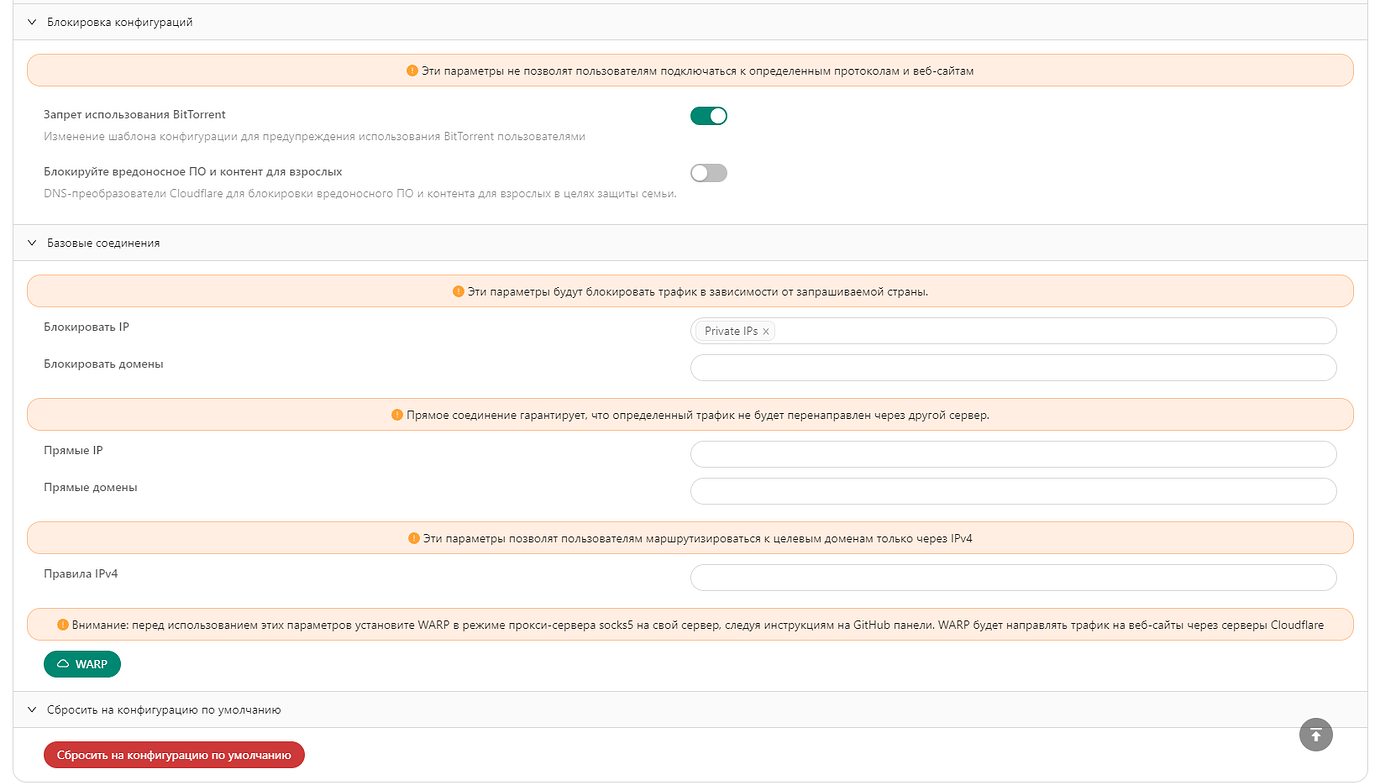 Блокировка конфигураций
Эти параметры не позволят пользователям подключаться к определенным протоколам и веб-сайтам
Запрет использования BitTorrent
Изменение шаблона конфигурации для предупреждения использования BitTorrent пользователями
Блокируйте вредоносное ПО и контент для взрослых
DNS-преобразователи Cloudflare для блокировки вредоносного ПО и контента для взрослых в целях защиты семьи.
Базовые соединения
Эти параметры будут блокировать трафик в зависимости от запрашиваемой страны.
Блокировать IP
Private IPs ×
Блокировать домены
Прямое соединение гарантирует, что определенный трафик не будет перенаправлен через другой сервер.
Прямые IP
Прямые домены
Эти параметры позволят пользователям маршрутизироваться к целевым доменам только через IPv4
Правила IPv4
Внимание: перед использованием этих параметров установите WARP в режиме прокси-сервера socks5 на свой сервер, следуя инструкциям на GitHub панели. WARP будет направлять трафик на веб-сайты через серверы Cloudflare
WARP
Сбросить на конфигурацию по умолчанию
Сбросить на конфигурацию по умолчанию